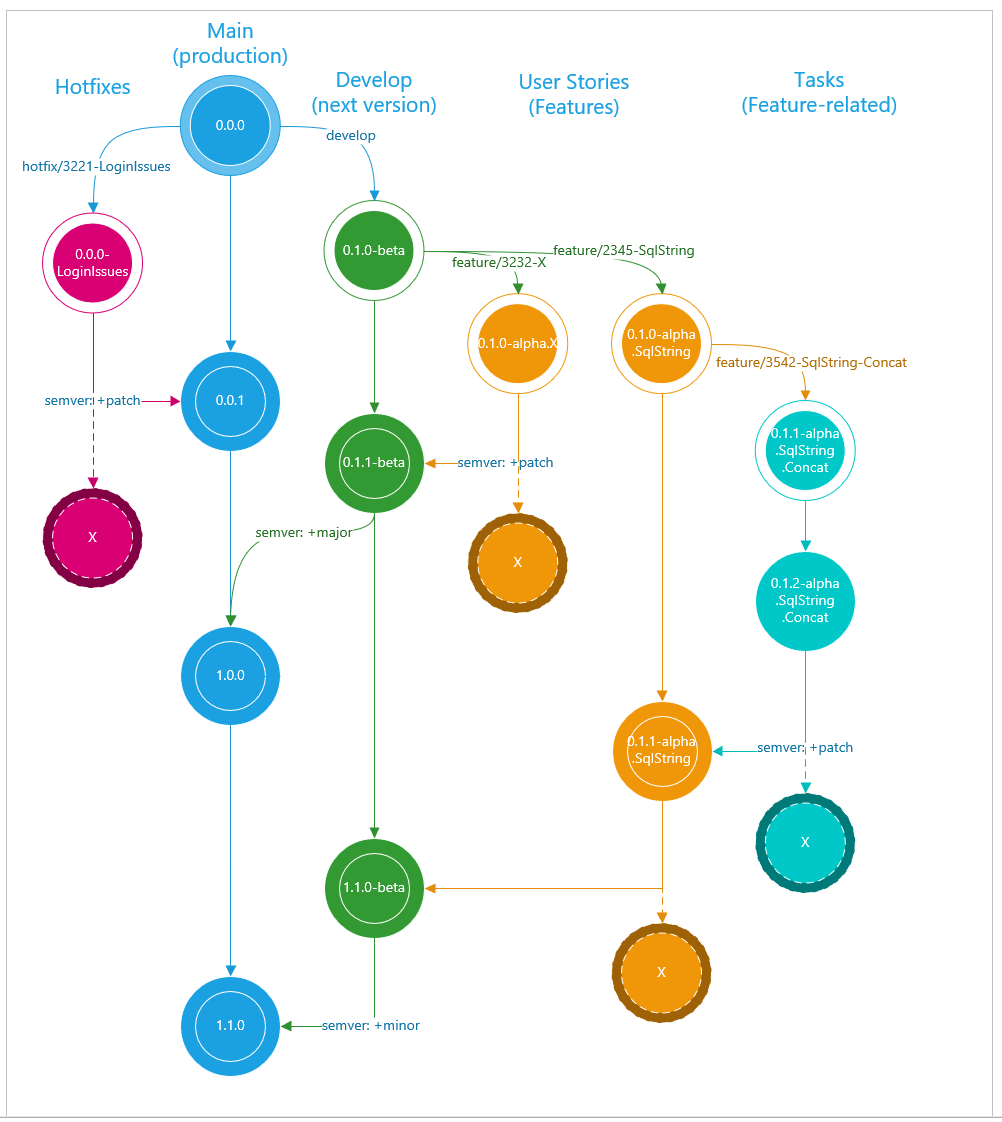 Main
(production)
Hotfixes
Develop
(next version)
User Stories
(Features)
Tasks
(Feature-related)
0.0.0
develop
hotfix/3221-LoginIssues
0.0.0-
LoginIssues
0.1.0-beta
feature/2345-SqlString
feature/3232-X
0.1.0-alpha.X
0.1.0-alpha
.SqlString
feature/3542-SqlString-Concat
semver: +patch
0.0.1
0.1.1-alpha
.SqlString
.Concat
0.1.1-beta
semver: +patch
semver: +major
X
X
0.1.2-alpha
.SqlString
.Concat
1.0.0
0.1.1-alpha
.SqlString
semver: +patch
X
1.1.0-beta
X
1.1.0
semver: +minor